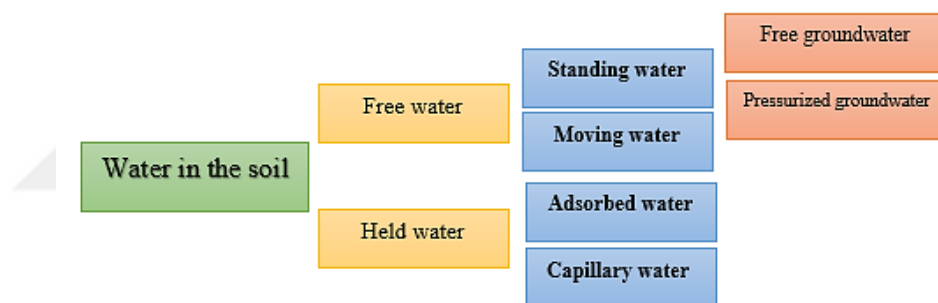 Water in the soil
Free water
Held water
Standing water
Moving water
Adsorbed water
Capillary water
Free groundwater
Pressurized groundwater